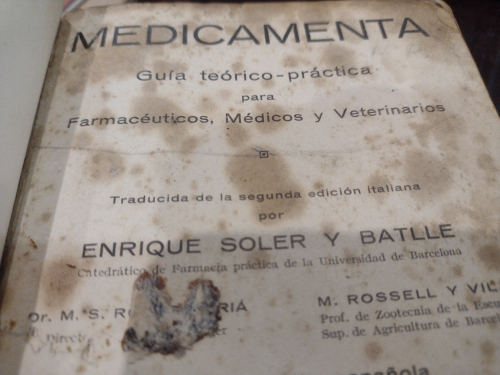 MEDICAMENTA
Guía teórico-práctica
para
Farmacéuticos, Médicos y Veterinarios
Traducida de la segunda edición italiana
por
ENRIQUE SOLER Y BATLLE
Catedrático de Farmacia práctica de la Universidad de Barcelona
Dr. M. S.
M. ROSSELL Y
Prof. de Zootecnia de la
Sup. de Agricultura de